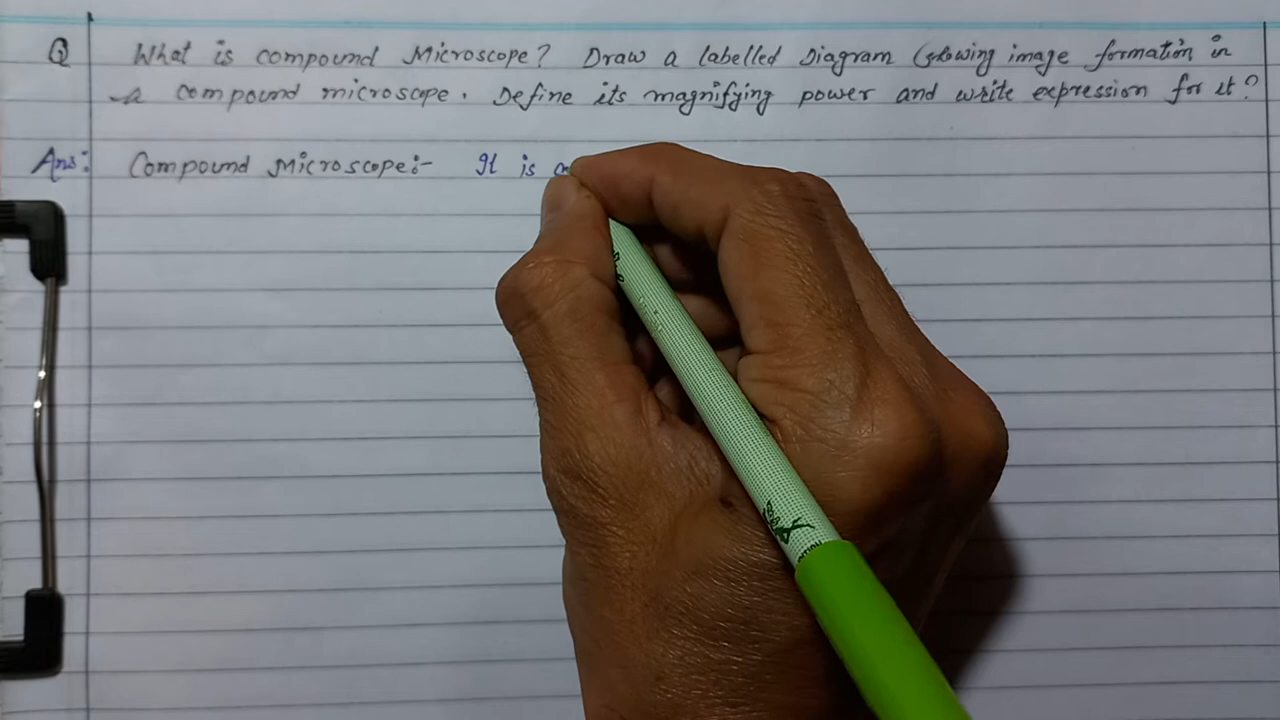 Q What is compound Microscope? Draw a labelled Diagram showing image formation in
a compound microscope. Define its magnifying power and write expression for it?
Ans: Compound Microscope:- It is